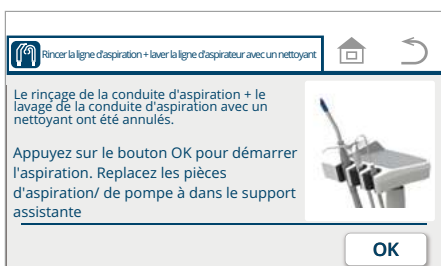 Rincer la ligne d'aspiration + laver la ligne d'aspirateur avec un nettoyant
Le rinçage de la conduite d'aspiration + le
lavage de la conduite d'aspiration avec un
nettoyant ont été annulés.
Appuyez sur le bouton OK pour démarrer
l'aspiration. Replacez les pièces
d'aspiration/ de pompe à dans le support
assistante
OK